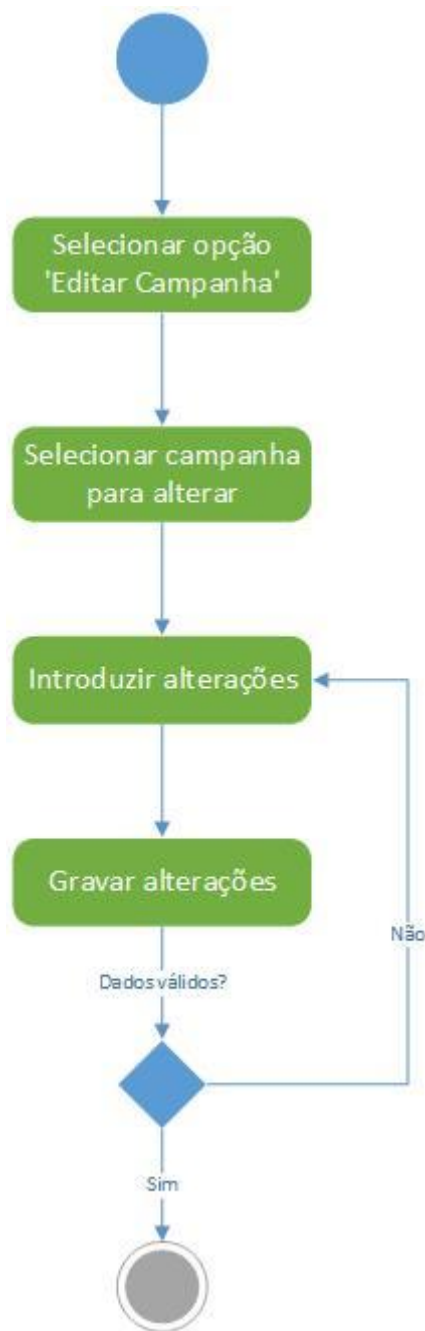 Selecionar opção
'Editar Campanha'
Selecionar campanha
para alterar
Introduzir alterações
Gravar alterações
Não
Dados válidos?
Sim